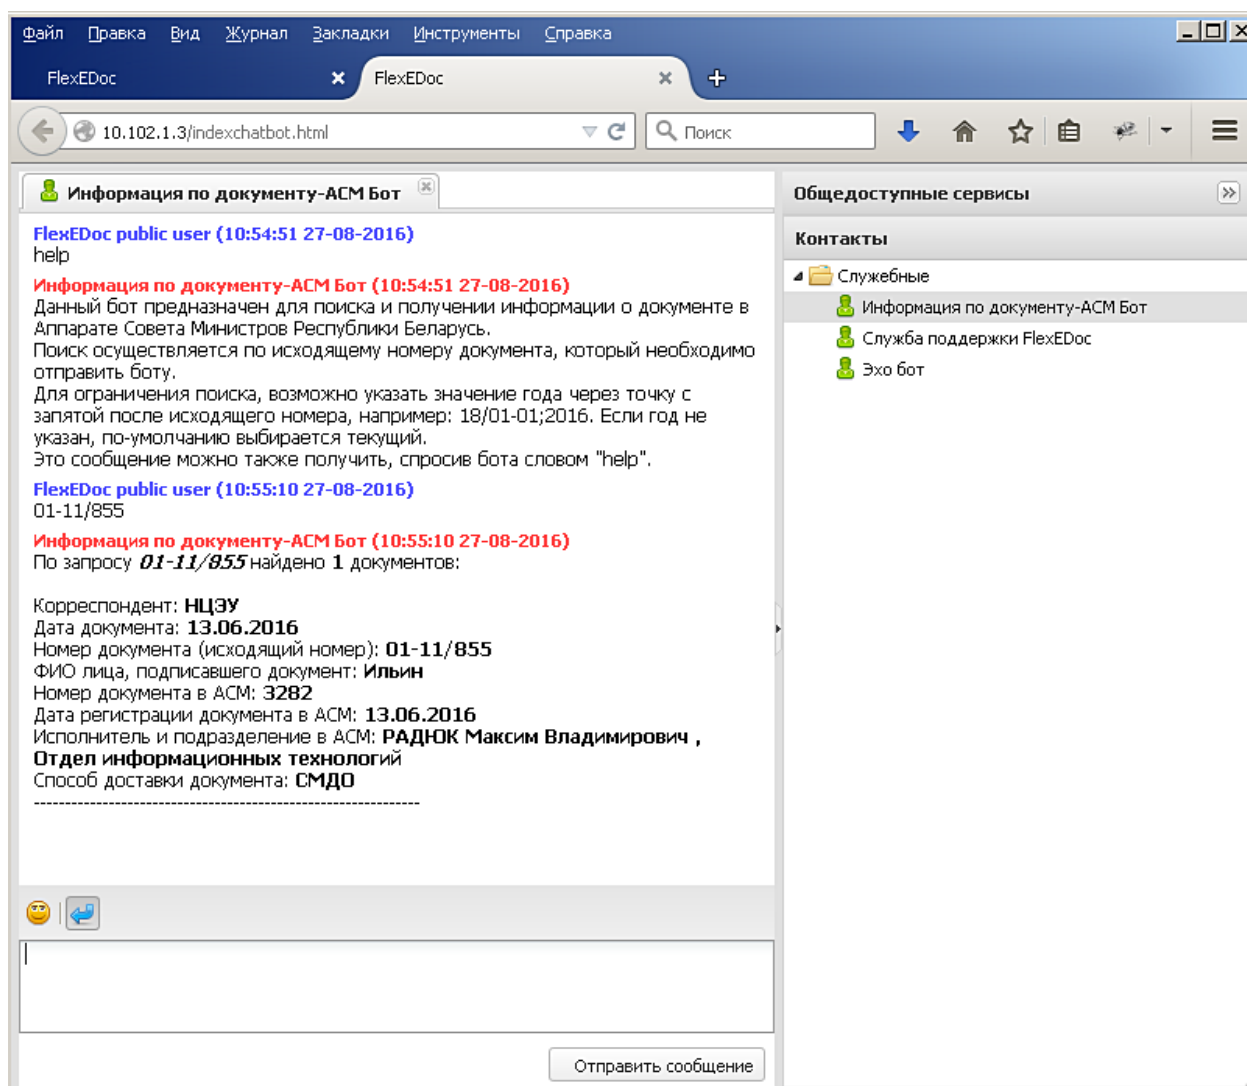 Файл Правка Вид Журнал Закладки Инструменты Справка
FlexEDoc FlexEDoc
10.102.1.3/indexchatbot.html Поиск
Информация по документу-АСМ Бот
FlexEDoc public user (10:54:51 27-08-2016)
help
Информация по документу-АСМ Бот (10:54:51 27-08-2016)
Данный бот предназначен для поиска и получении информации о документе в
Аппарате Совета Министров Республики Беларусь.
Поиск осуществляется по исходящему номеру документа, который необходимо
отправить боту.
Для ограничения поиска, возможно указать значение года через точку с
запятой после исходящего номера, например: 18/01-01;2016. Если год не
указан, по-умолчанию выбирается текущий.
Это сообщение можно также получить, спросив бота словом "help".
FlexEDoc public user (10:55:10 27-08-2016)
01-11/855
Информация по документу-АСМ Бот (10:55:10 27-08-2016)
По запросу 01-11/855 найдено 1 документов:
Корреспондент: НЦЭУ
Дата документа: 13.06.2016
Номер документа (исходящий номер): 01-11/855
ФИО лица, подписавшего документ: Ильин
Номер документа в АСМ: 3282
Дата регистрации документа в АСМ: 13.06.2016
Исполнитель и подразделение в АСМ: РАДЮК Максим Владимирович ,
Отдел информационных технологий
Способ доставки документа: СМДО
--------------------------------------------------------------
Отправить сообщение
Общедоступные сервисы
Контакты
Служебные
Информация по документу-АСМ Бот
Служба поддержки FlexEDoc
Эхо бот